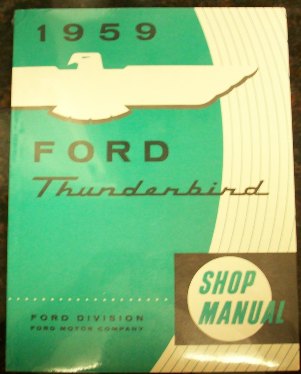 1959
FORD
Thunderbird
SHOP
MANUAL
FORD DIVISION
FORD MOTOR COMPANY